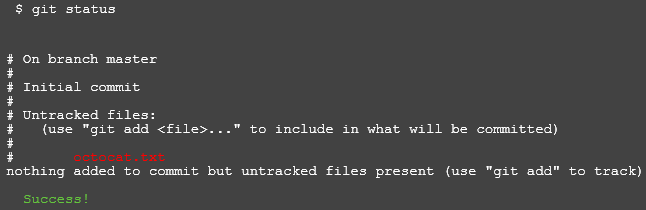 $ git status
# On branch master
#
# Initial commit
#
# Untracked files:
#   (use "git add <file>..." to include in what will be committed)
#
#       octocat.txt
nothing added to commit but untracked files present (use "git add" to track)
Success!